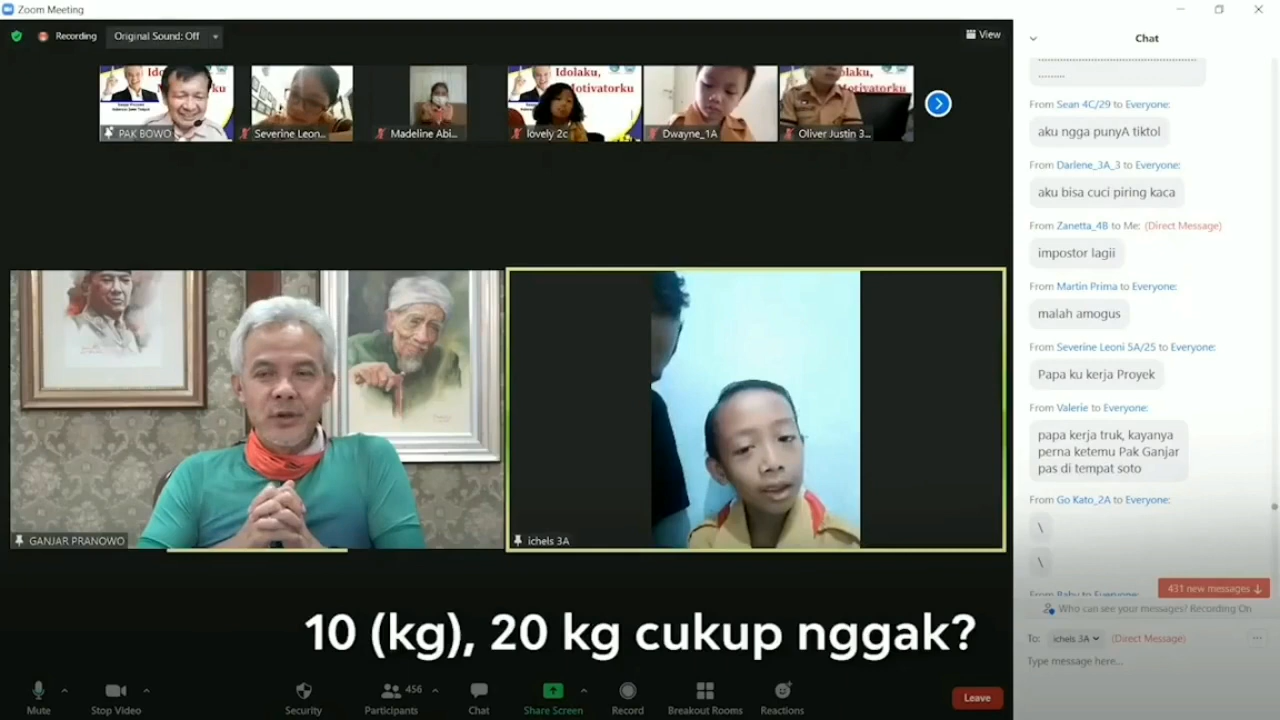 Zoom Meeting
Recording
Original Sound: Off
View
Idolaku,
Motivatorku
PAK BOWO
Severine Leon...
Madeline Abi...
lovely 2c
Dwayne_1A
Oliver Justin 3...
GANJAR PRANOWO
ichels 3A
10 (kg), 20 kg cukup nggak?
Mute
Stop Video
Security
456
Participants
Chat
Share Screen
Record
Breakout Rooms
Reactions
Leave
Chat
From Sean 4C/29 to Everyone:
aku ngga punyA tiktol
From Darlene_3A_3 to Everyone:
aku bisa cuci piring kaca
From Zanetta_4B to Me: (Direct Message)
impostor lagii
From Martin Prima to Everyone:
malah amogus
From Severine Leoni 5A/25 to Everyone:
Papa ku kerja Proyek
From Valerie to Everyone:
papa kerja truk, kayanya
perna ketemu Pak Ganjar
pas di tempat soto
From Go Kato_2A to Everyone:
\
\
431 new messages ↓
Who can see your messages? Recording On
To: ichels 3A (Direct Message)
Type message here...